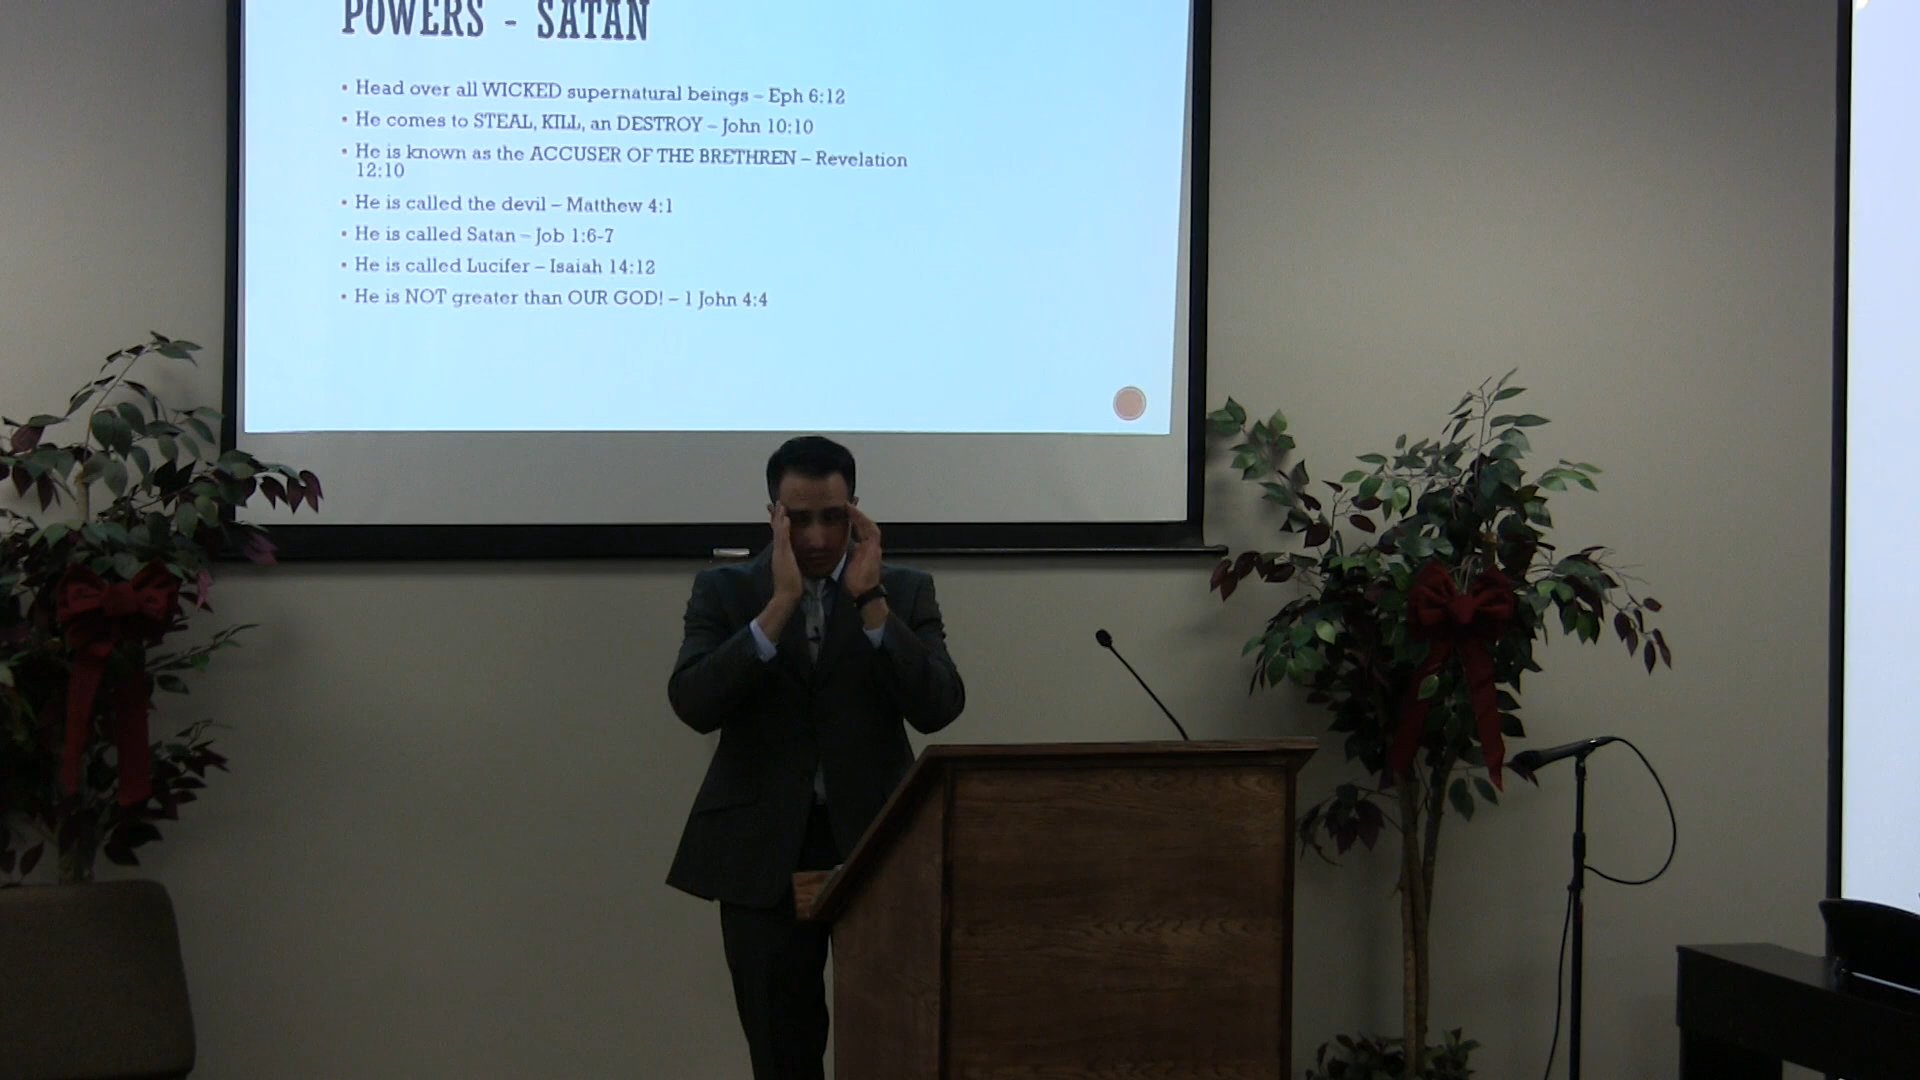 POWERS - SATAN
• Head over all WICKED supernatural beings – Eph 6:12
• He comes to STEAL, KILL, an DESTROY – John 10:10
• He is known as the ACCUSER OF THE BRETHREN – Revelation
12:10
• He is called the devil – Matthew 4:1
• He is called Satan – Job 1:6-7
• He is called Lucifer – Isaiah 14:12
• He is NOT greater than OUR GOD! – 1 John 4:4